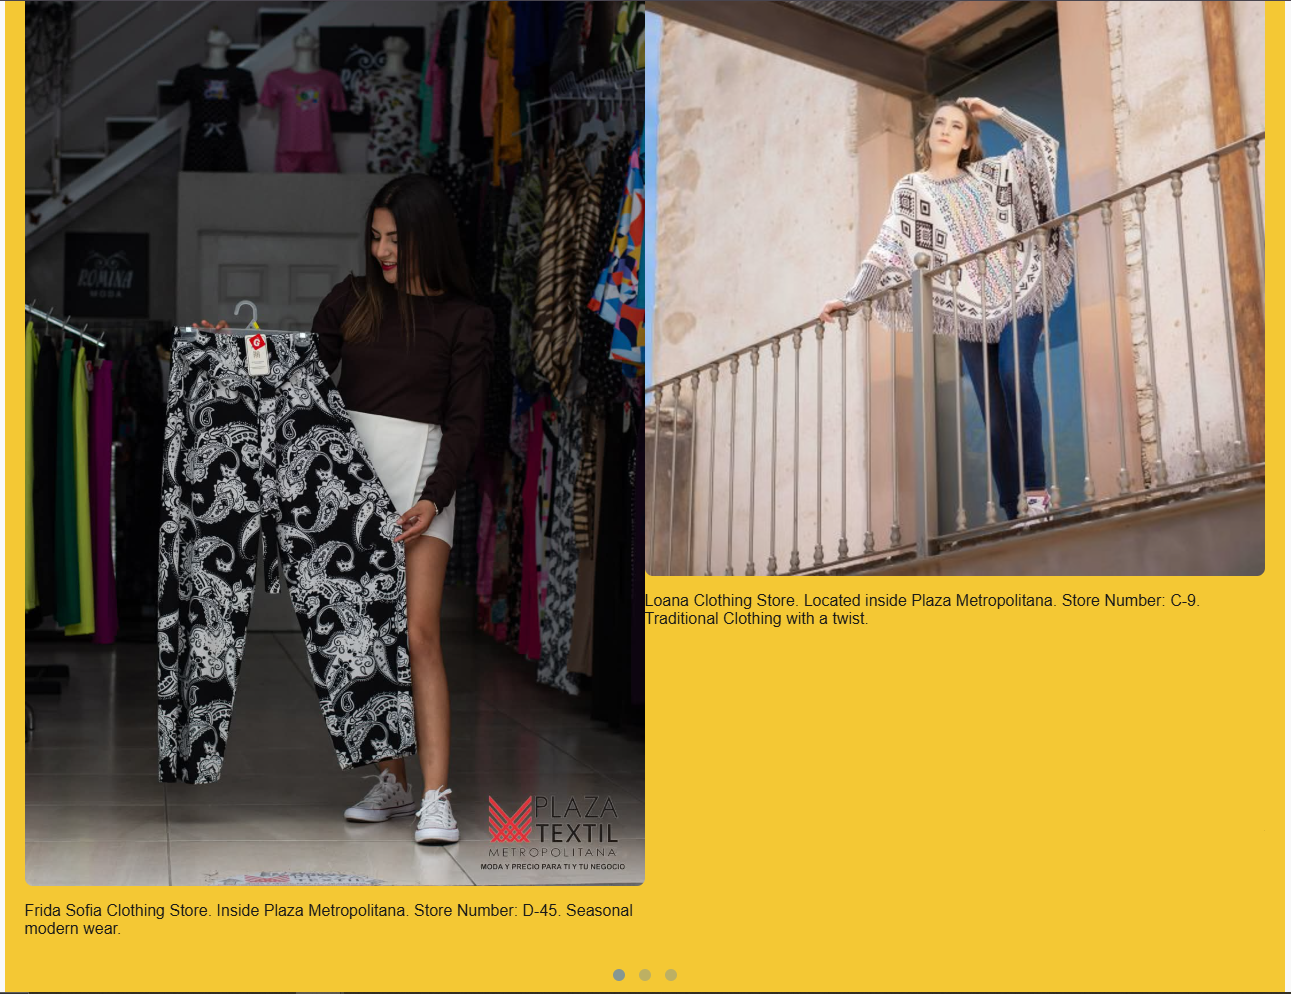 ROMINA
MODA
PLAZA
TEXTIL
METROPOLITANA
MODA Y PRECIO PARA TI Y TU NEGOCIO
Frida Sofia Clothing Store. Inside Plaza Metropolitana. Store Number: D-45. Seasonal
modern wear.
Loana Clothing Store. Located inside Plaza Metropolitana. Store Number: C-9.
Traditional Clothing with a twist.